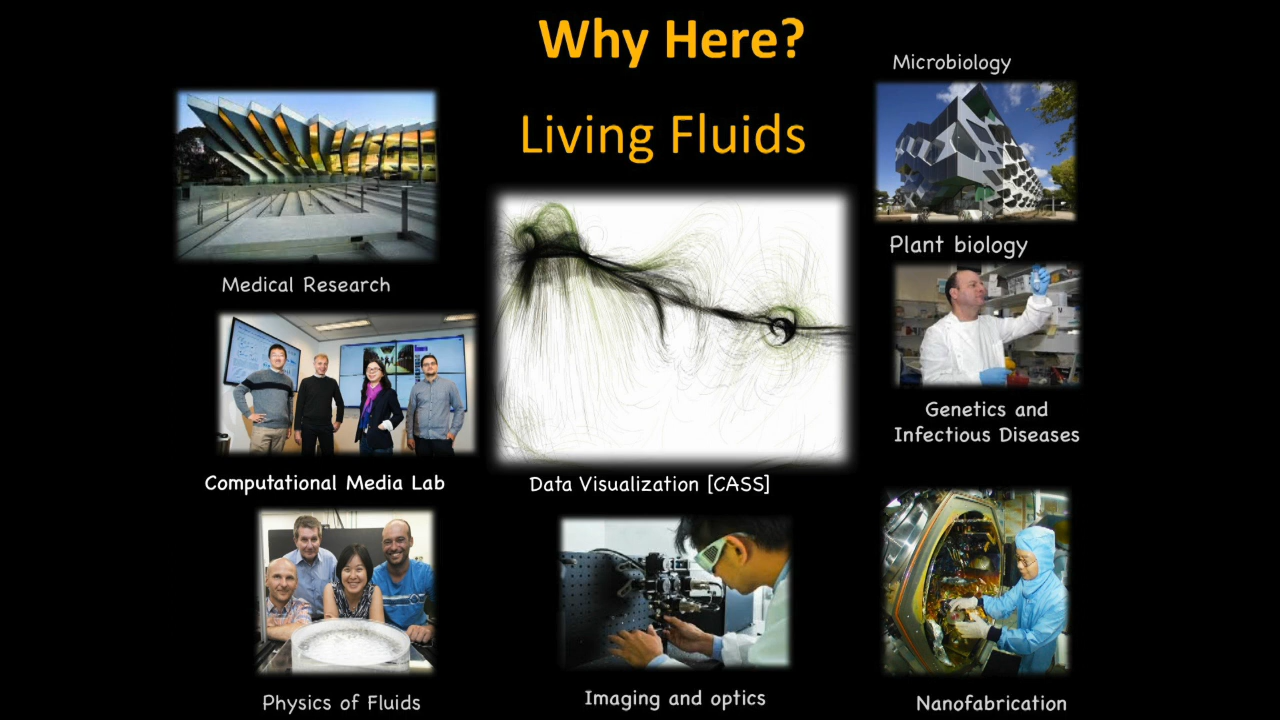 Why Here?
Living Fluids
Microbiology
Plant biology
Medical Research
Genetics and
Infectious Diseases
Computational Media Lab
Data Visualization [CASS]
Physics of Fluids
Imaging and optics
Nanofabrication